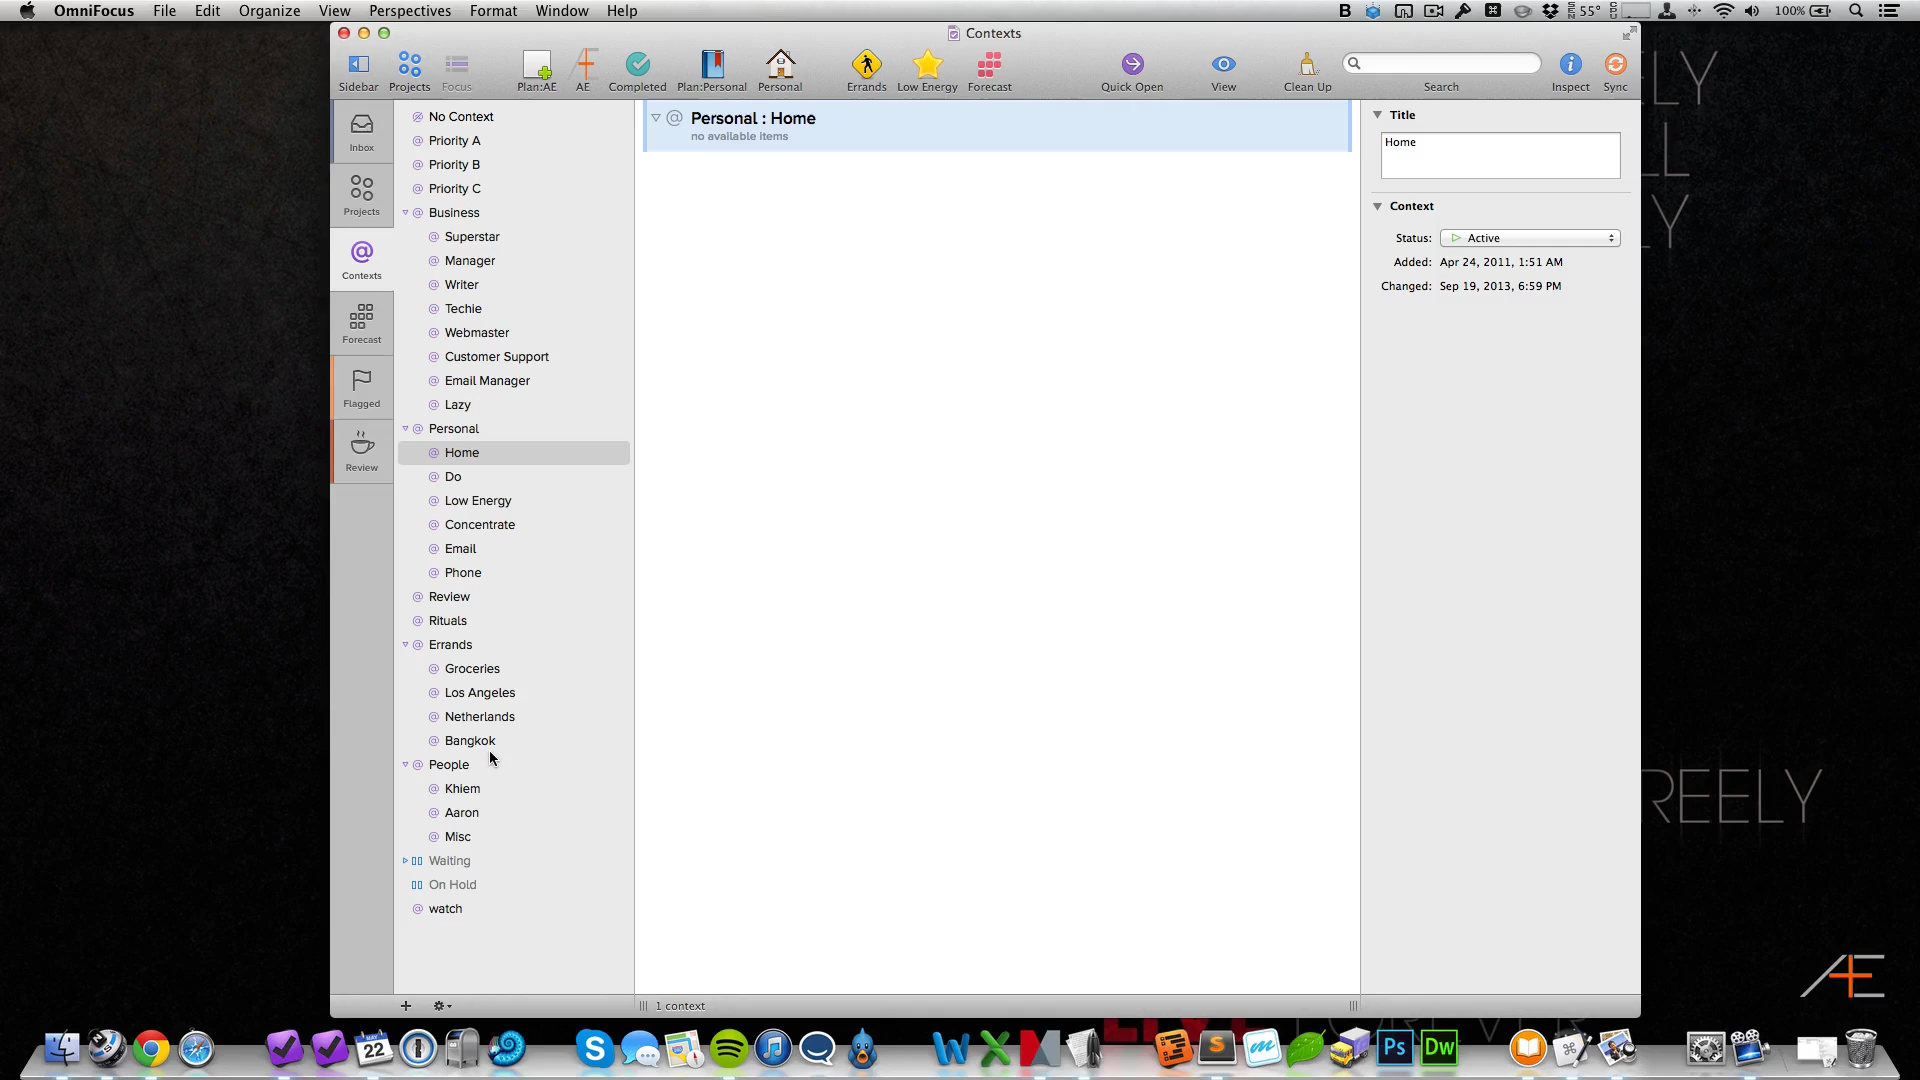 OmniFocus File Edit Organize View Perspectives Format Window Help
55° 100%
Contexts
Sidebar Projects Focus Plan:AE AE Completed Plan:Personal Personal Errands Low Energy Forecast Quick Open View Clean Up Search Inspect Sync
Inbox
Projects
Contexts
Forecast
Flagged
Review
No Context
Priority A
Priority B
Priority C
Business
Superstar
Manager
Writer
Techie
Webmaster
Customer Support
Email Manager
Lazy
Personal
Home
Do
Low Energy
Concentrate
Email
Phone
Review
Rituals
Errands
Groceries
Los Angeles
Netherlands
Bangkok
People
Khiem
Aaron
Misc
Waiting
On Hold
watch
Personal : Home
no available items
1 context
Title
Home
Context
Status: Active
Added: Apr 24, 2011, 1:51 AM
Changed: Sep 19, 2013, 6:59 PM
REELY
AE
MAY
22
Ps
Dw